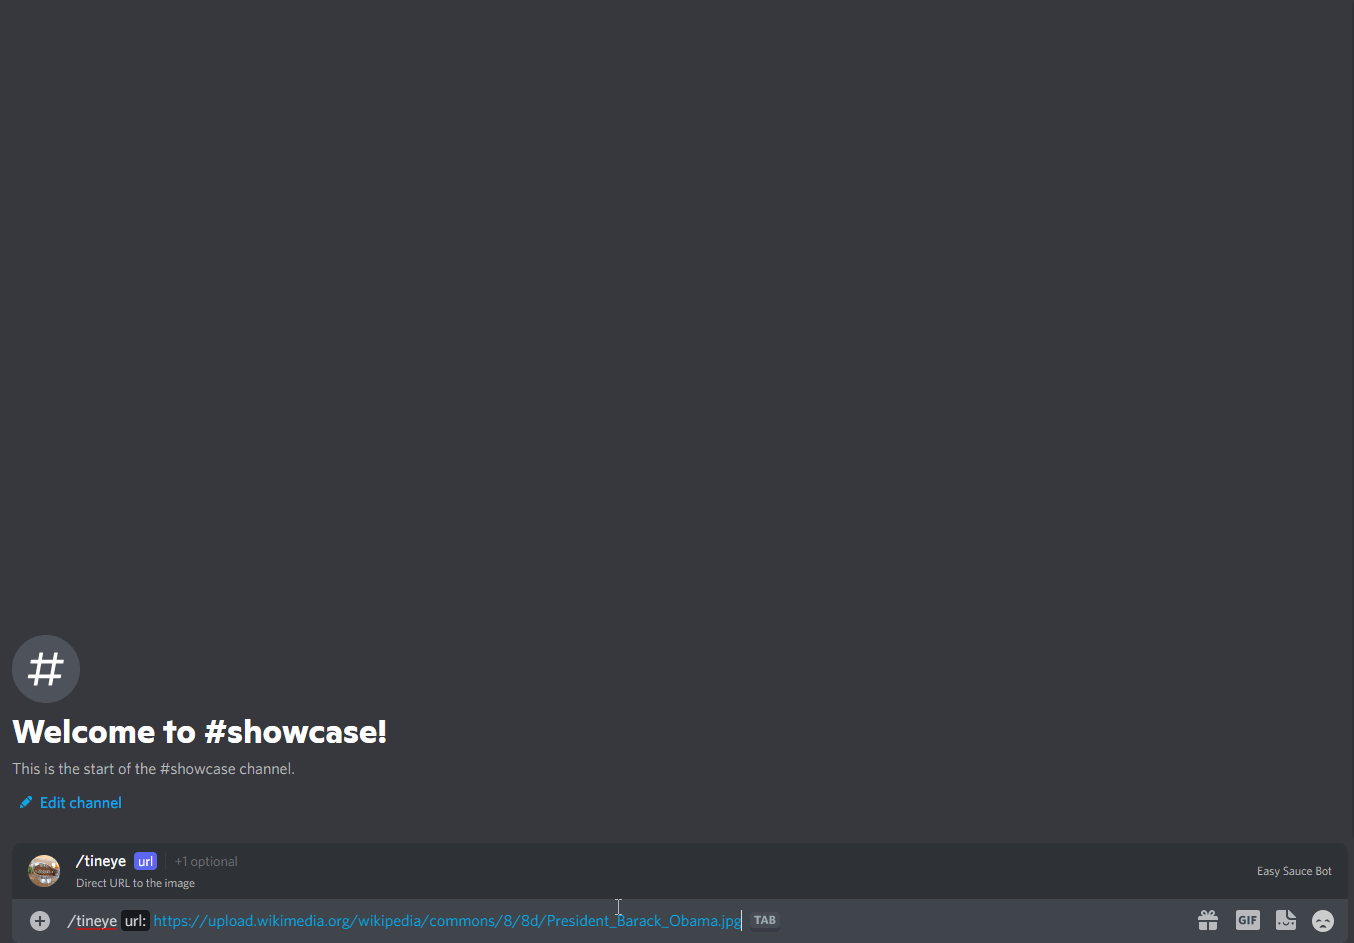 Welcome to #showcase!
This is the start of the #showcase channel.
Edit channel
/tineye url +1 optional
Direct URL to the image
Easy Sauce Bot
/tineye url: https://upload.wikimedia.org/wikipedia/commons/8/8d/President_Barack_Obama.jpg TAB
GIF